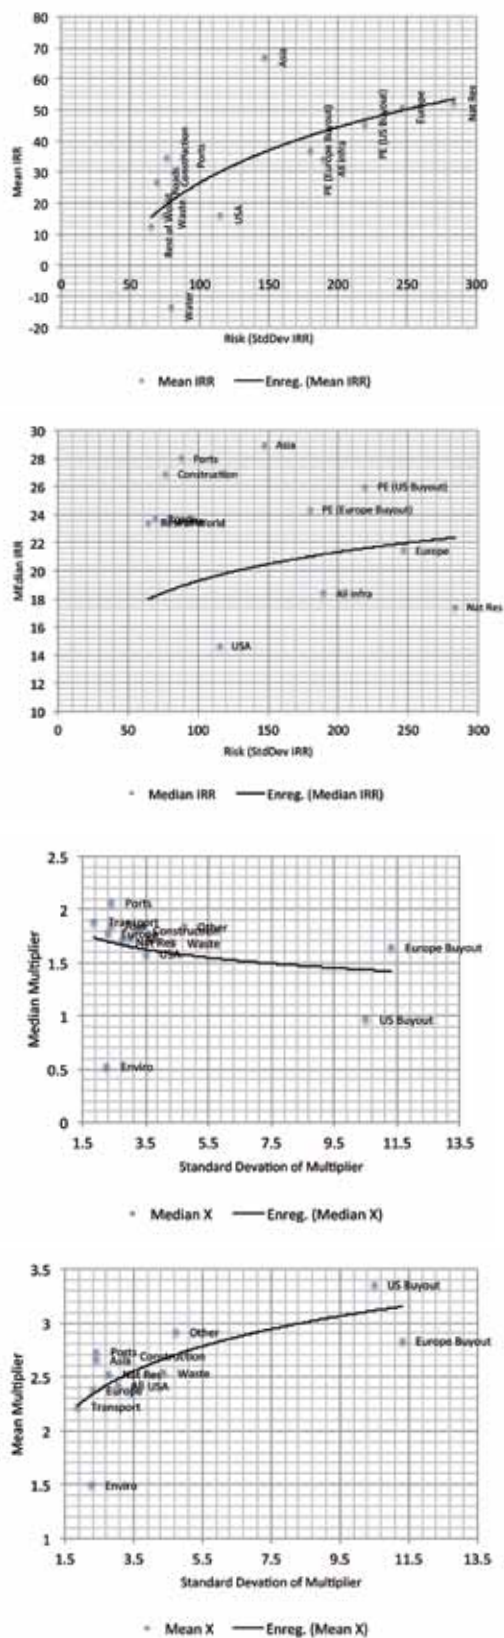 80
70
60
50
40
30
20
10
0
-10
-20
Mean IRR
Asia
Construction
Ports
Roads
Rest of World
Waste
Water
USA
PE (Europe Buyout)
All Infra
PE (US Buyout)
Europe
Nat Res
0 50 100 150 200 250 300
Risk (StdDev IRR)
Mean IRR Enreg. (Mean IRR)
30
28
26
24
22
20
18
16
14
12
10
MEdian IRR
Asia
Ports
Construction
PE (US Buyout)
PE (Europe Buyout)
Europe
All infra
Nat Res
USA
0 50 100 150 200 250 300
Risk (StdDev IRR)
Median IRR Enreg. (Median IRR)
2.5
2
1.5
1
0.5
0
Median Multiplier
Ports
Transport
Other
Construction
Europe
Nat Res Waste
USA
Europe Buyout
US Buyout
Enviro
1.5 3.5 5.5 7.5 9.5 11.5 13.5
Standard Devation of Multiplier
Median X Enreg. (Median X)
3.5
3
2.5
2
1.5
1
Mean Multiplier
US Buyout
Other
Europe Buyout
Ports
Asia Construction
Nat Res Waste
Europe All USA
Transport
Enviro
1.5 3.5 5.5 7.5 9.5 11.5 13.5
Standard Devation of Multiplier
Mean X Enreg. (Mean X)